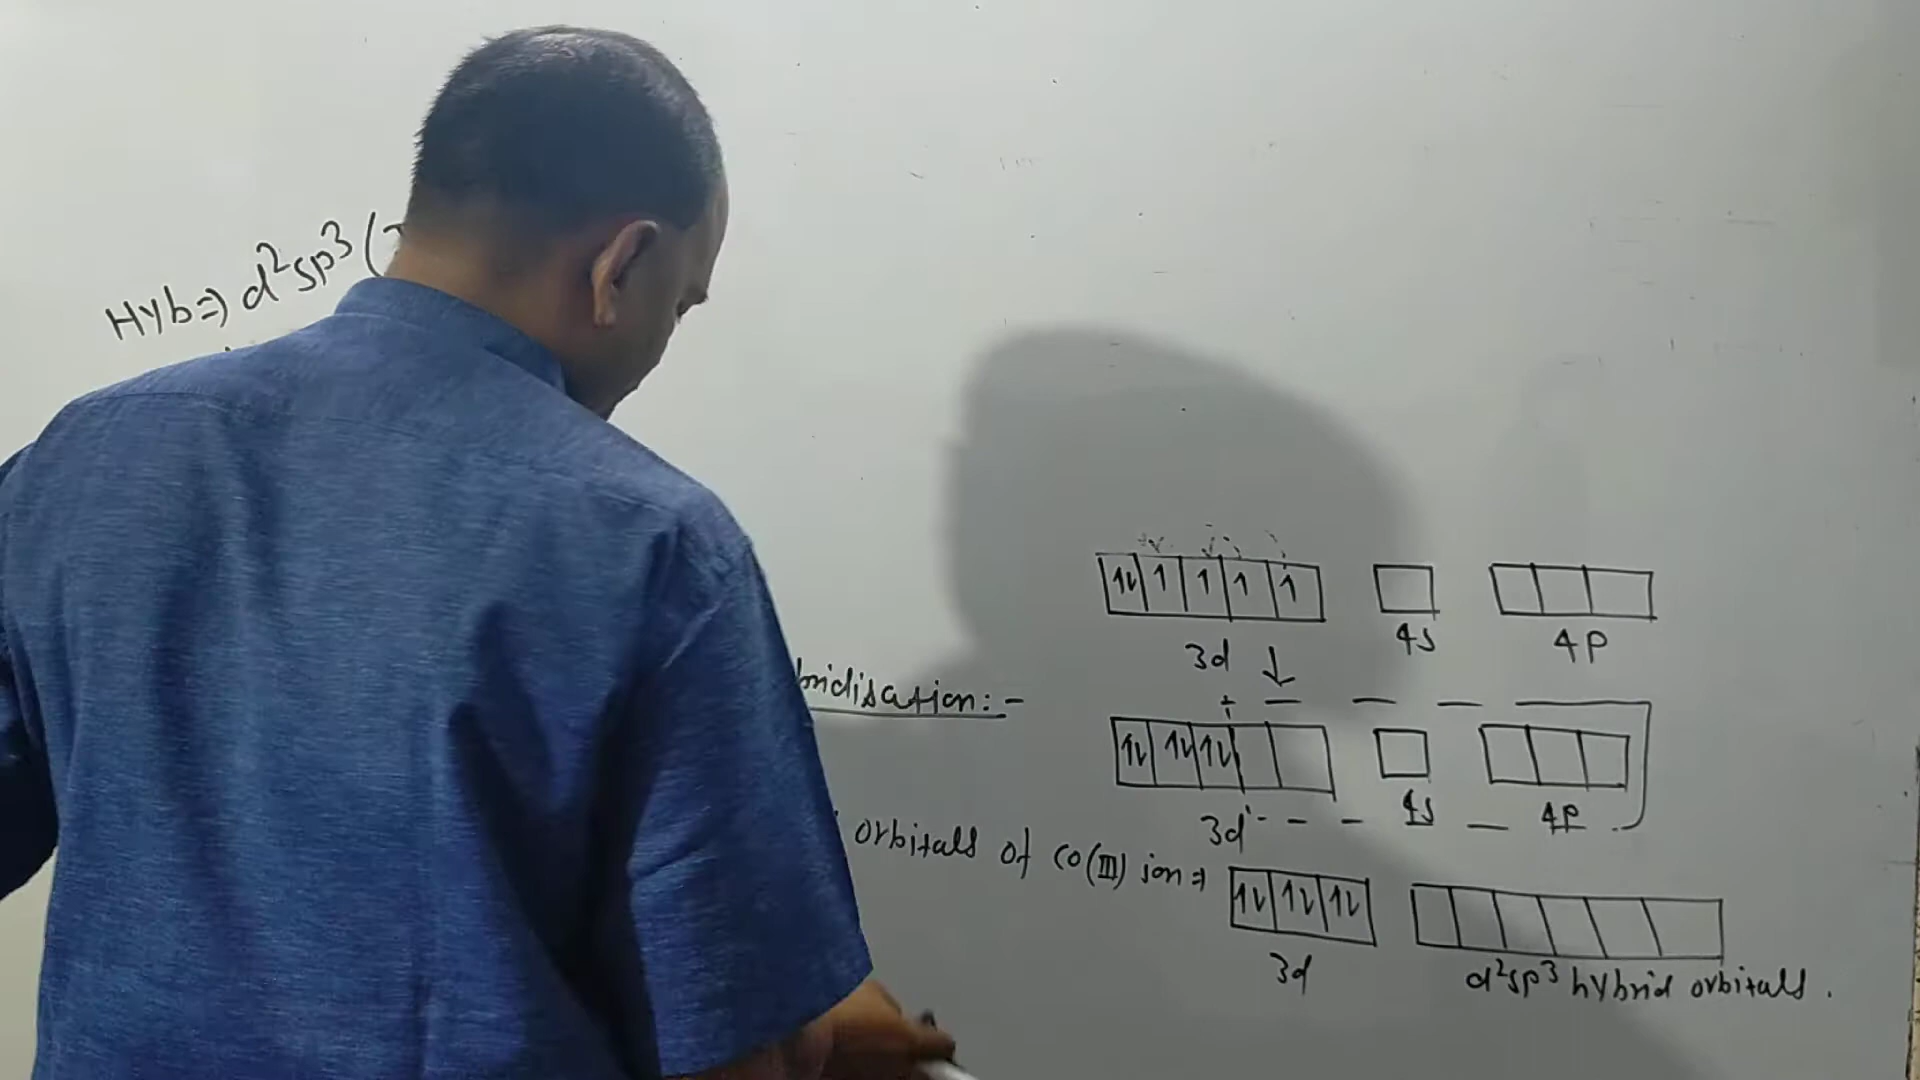 Hyb⇒ d²sp³ (
↑↓ ↑ ↑ ↑ ↑
3d 4s 4p
↓
bridisation:-
↑↓ ↑↓ ↑↓
3d 4s 4p
orbitals of Co(III) ion⇒ ↑↓ ↑↓ ↑↓
3d d²sp³ hybrid orbitals.